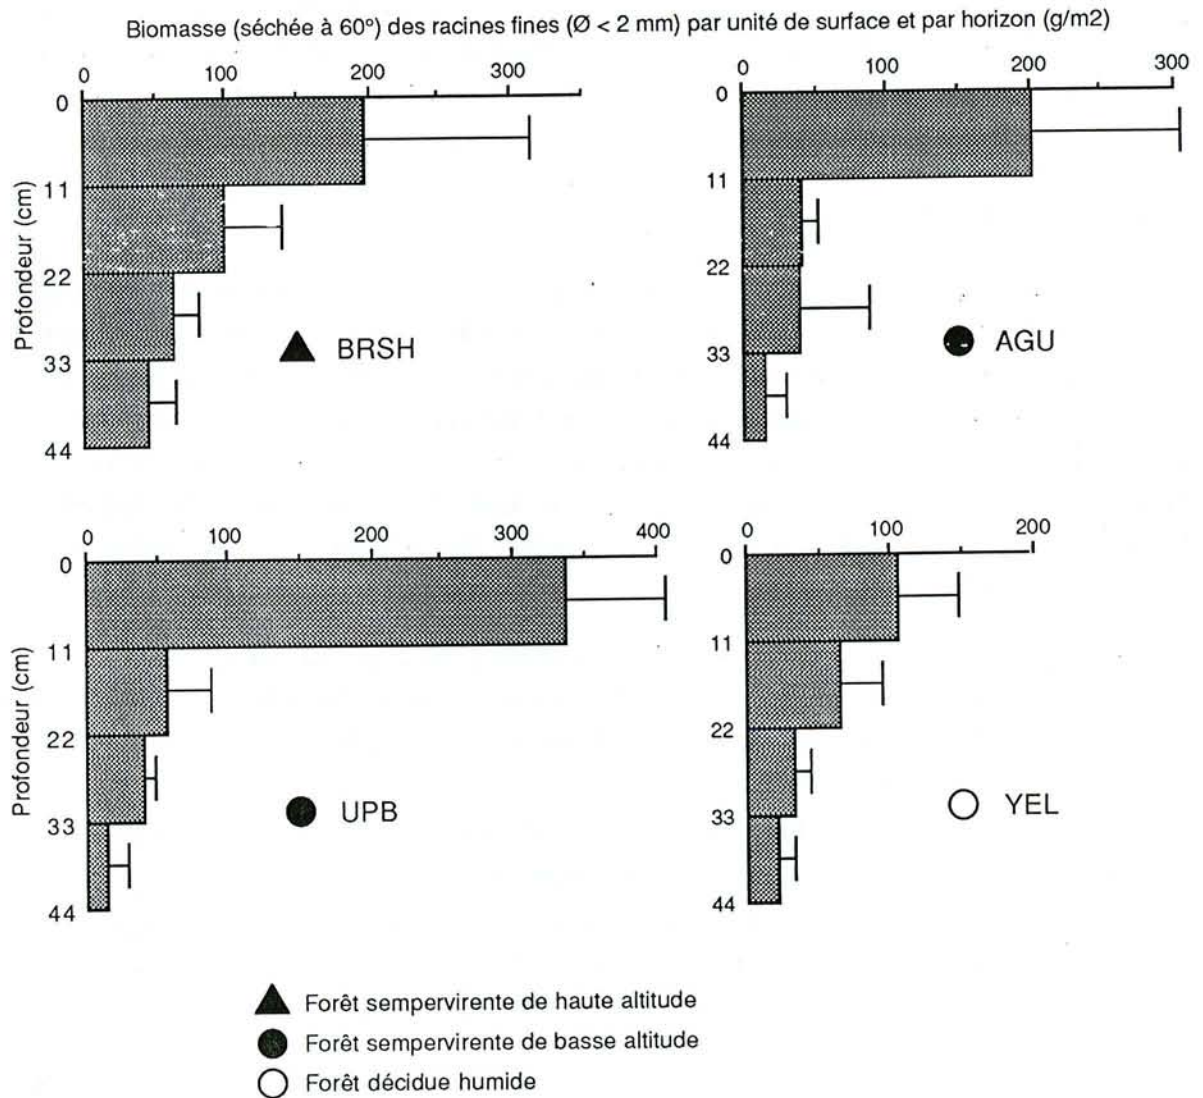 Biomasse (séchée à 60°) des racines fines (Ø < 2 mm) par unité de surface et par horizon (g/m2)
0 100 200 300
Profondeur (cm)
0
11
22
33
44
BRSH
0 100 200 300
0
11
22
33
44
AGU
0 100 200 300 400
Profondeur (cm)
0
11
22
33
44
UPB
0 100 200
0
11
22
33
44
YEL
Forêt sempervirente de haute altitude
Forêt sempervirente de basse altitude
Forêt décidue humide